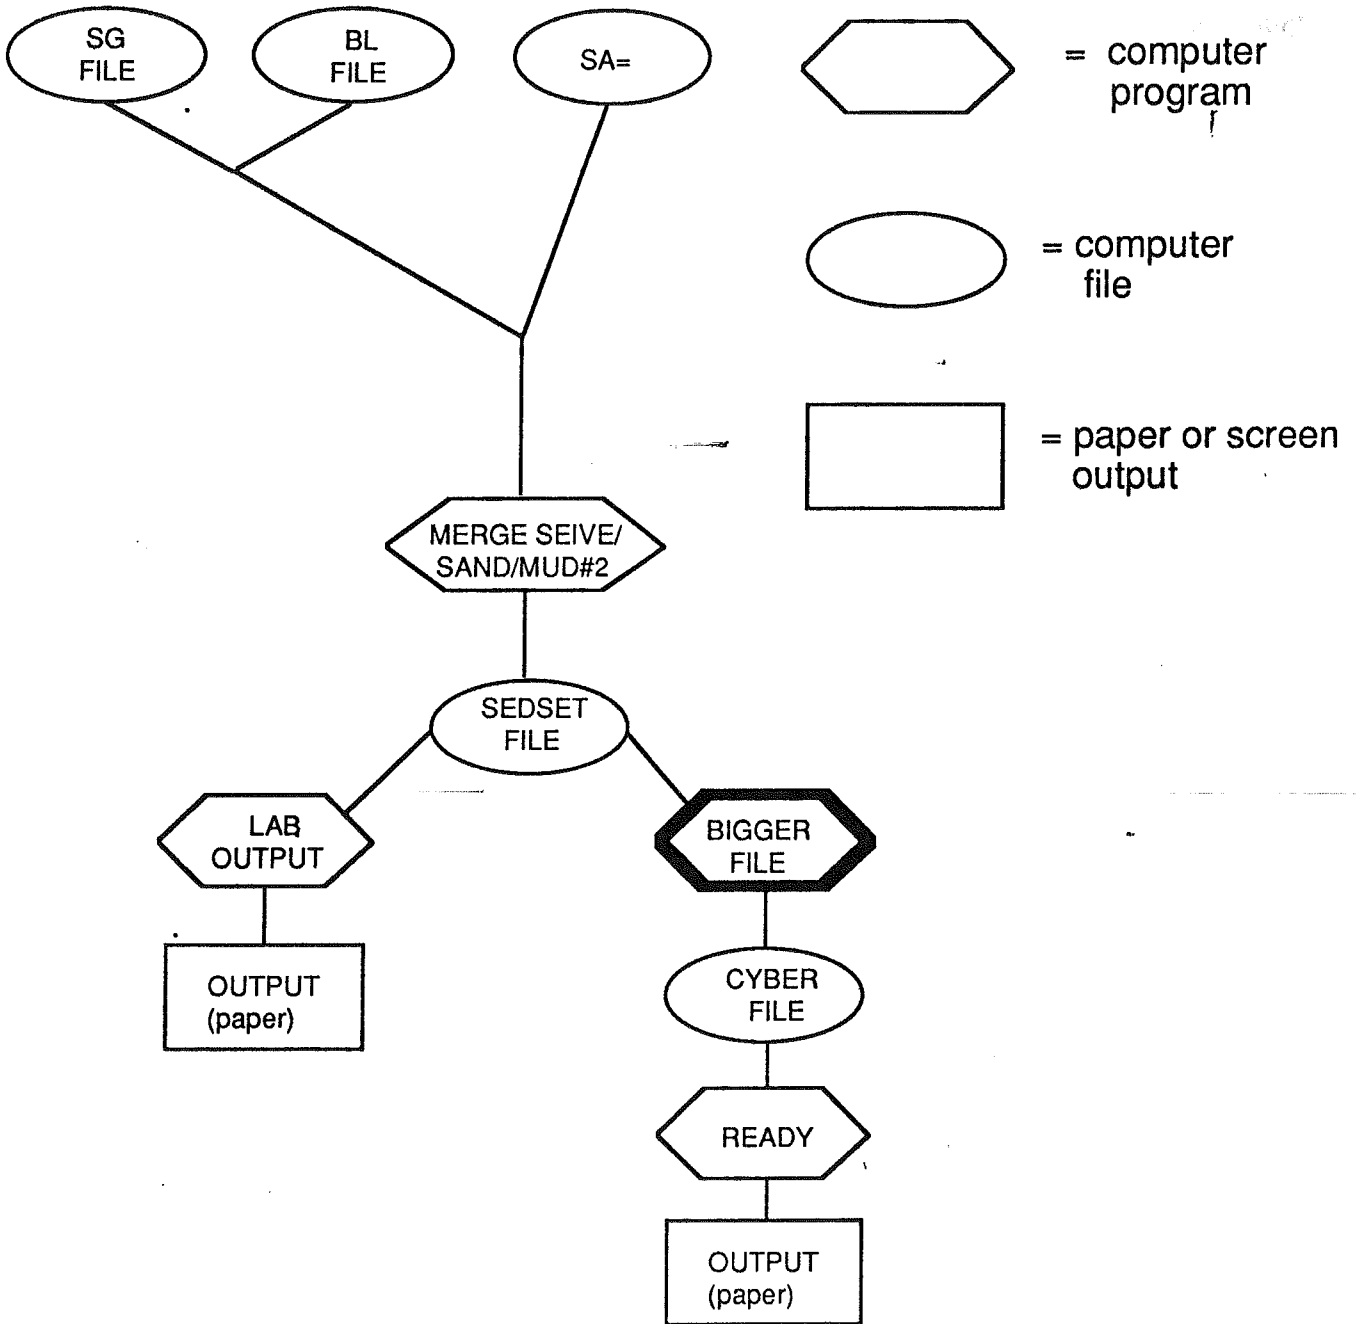 SG
FILE
BL
FILE
SA=
= computer
program
= computer
file
= paper or screen
output
MERGE SEIVE/
SAND/MUD#2
SEDSET
FILE
LAB
OUTPUT
BIGGER
FILE
OUTPUT
(paper)
CYBER
FILE
READY
OUTPUT
(paper)